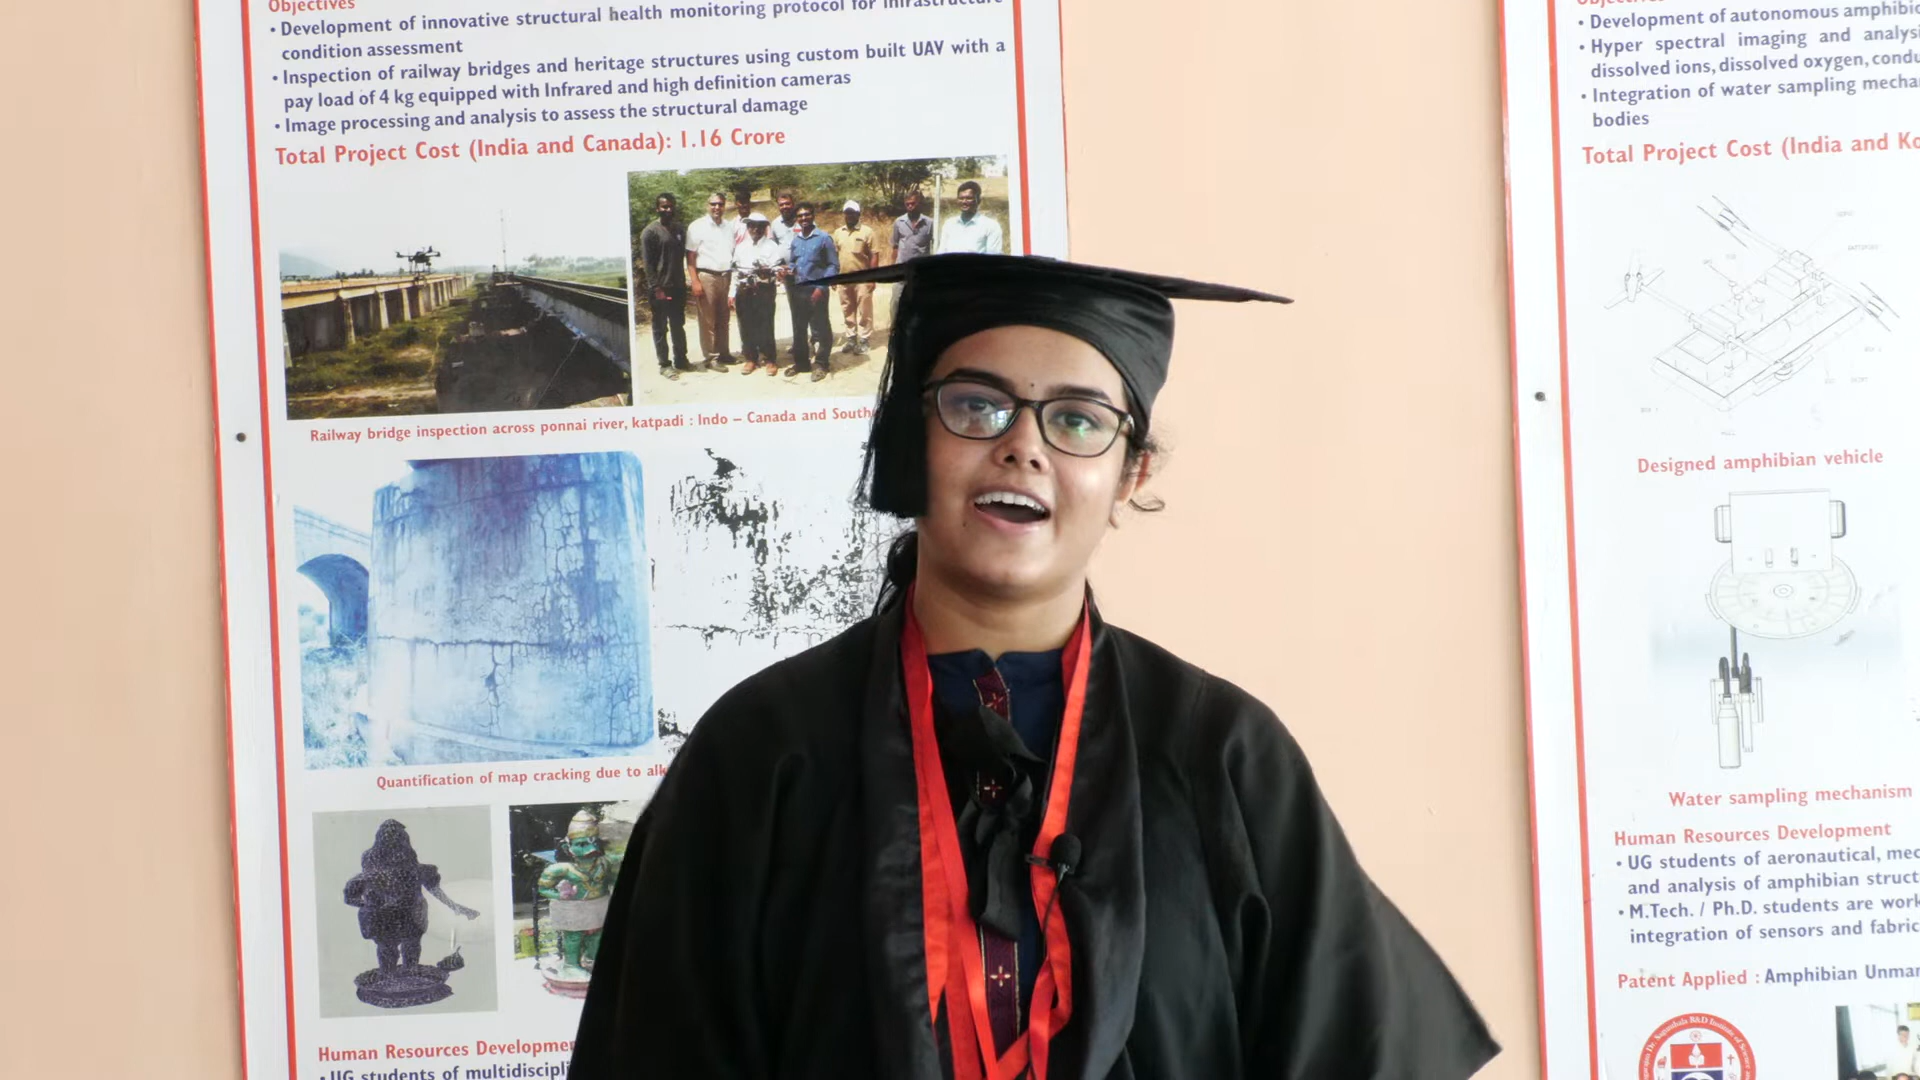 Objectives
• Development of innovative structural health monitoring protocol for infrastructure
condition assessment
• Inspection of railway bridges and heritage structures using custom built UAV with a
pay load of 4 kg equipped with Infrared and high definition cameras
• Image processing and analysis to assess the structural damage
Total Project Cost (India and Canada): 1.16 Crore
Railway bridge inspection across ponnai river, katpadi : Indo – Canada and South
Quantification of map cracking due to alk
Human Resources Developme
• UG students of multidiscipli
• Development of autonomous amphibi
• Hyper spectral imaging and analysi
dissolved ions, dissolved oxygen, condu
• Integration of water sampling mecha
bodies
Total Project Cost (India and Ko
Designed amphibian vehicle
Water sampling mechanism
Human Resources Development
• UG students of aeronautical, mec
and analysis of amphibian struct
• M.Tech. / Ph.D. students are work
integration of sensors and fabric
Patent Applied : Amphibian Unma